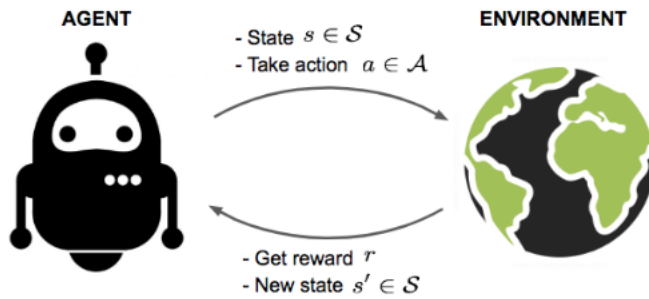 AGENT
ENVIRONMENT
- State s ∈ 𝒮
- Take action a ∈ 𝒜
- Get reward r
- New state s′ ∈ 𝒮